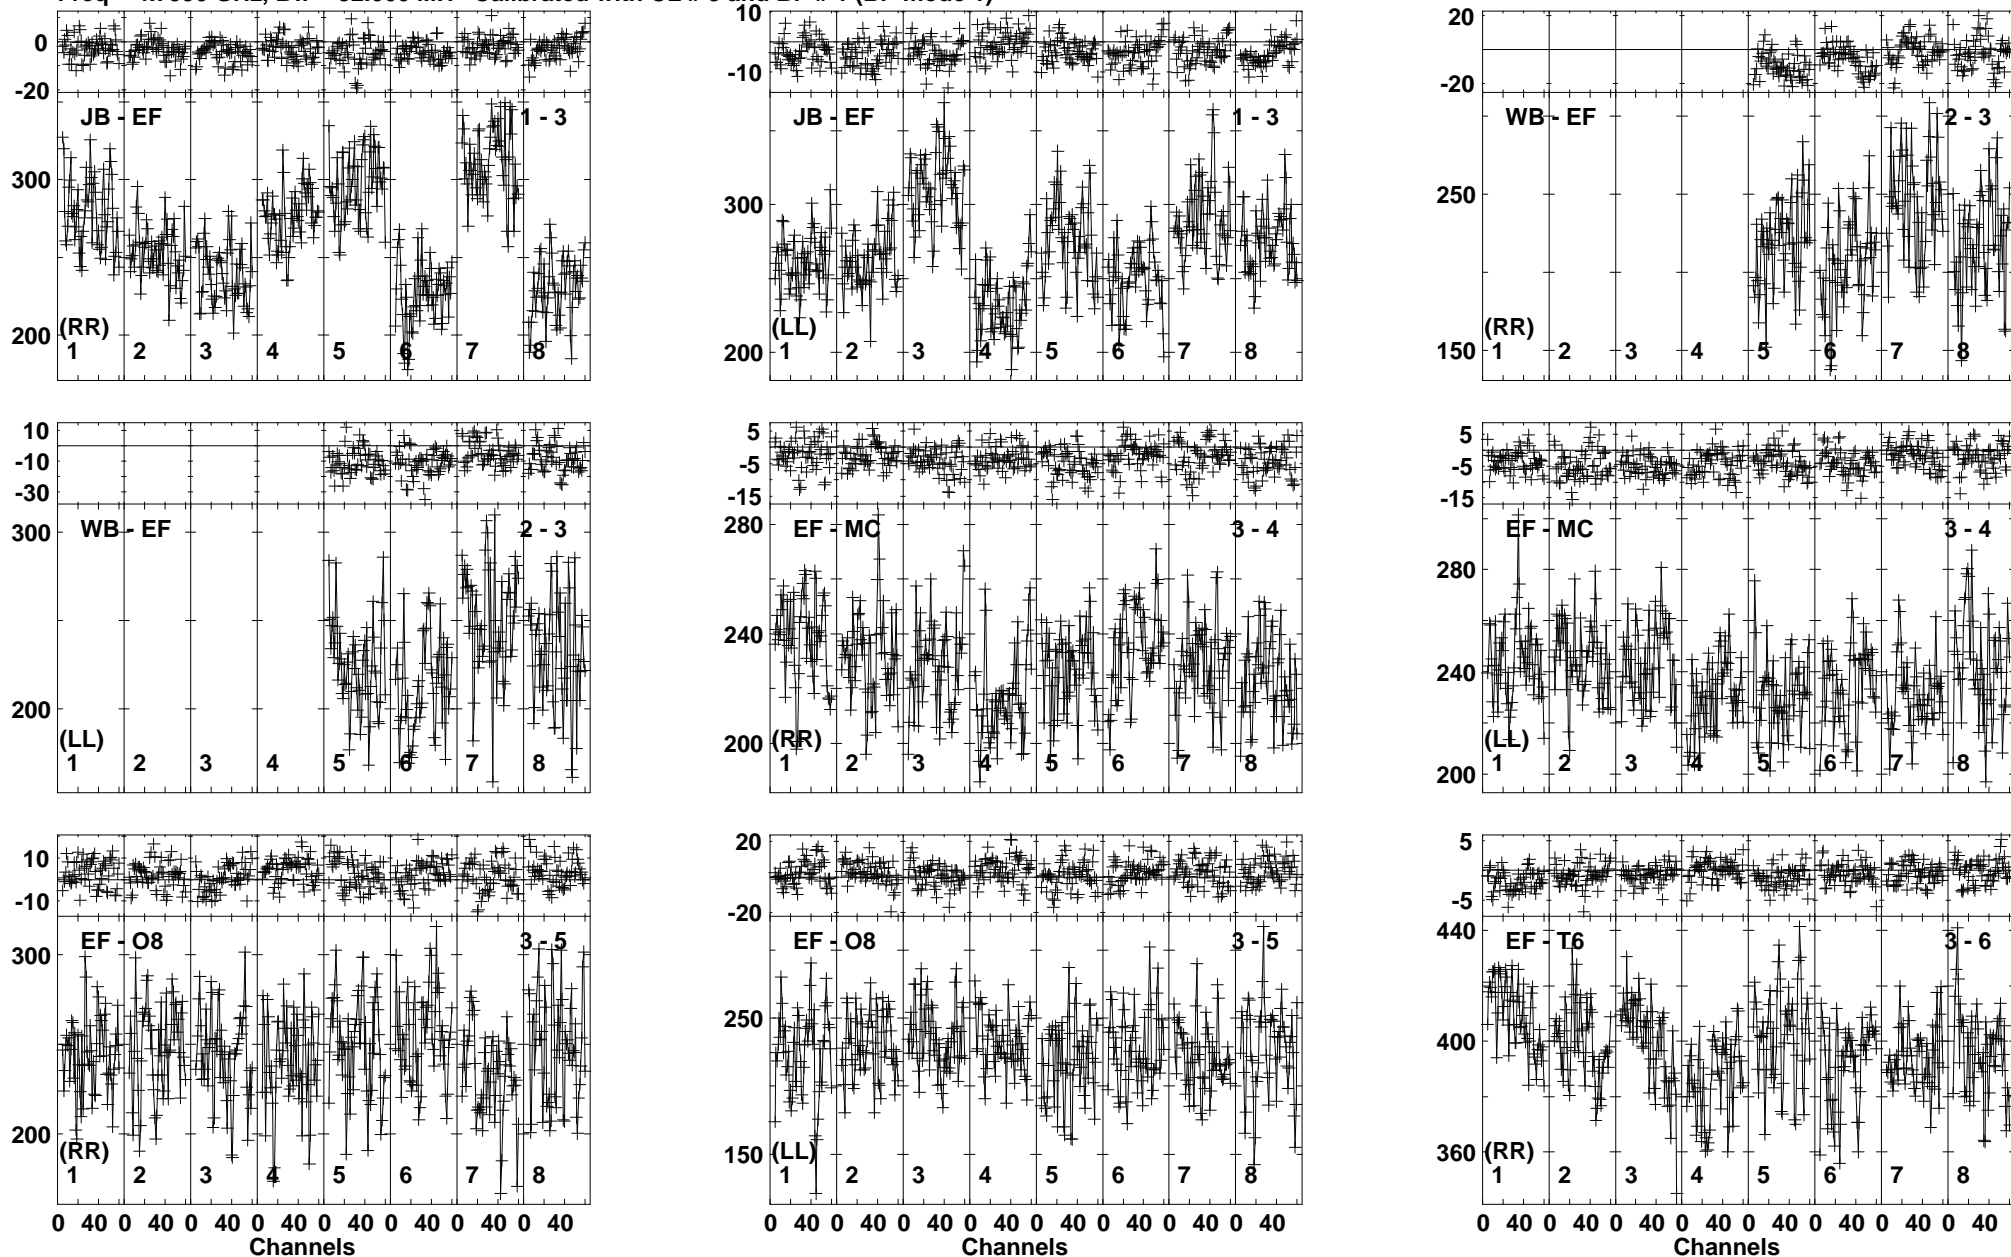 0 -20 JB - EF 1 - 3 300 200 (RR) 1 2 3 4 5 6 7 8
10 -10 JB - EF 1 - 3 300 200 (LL) 1 2 3 4 5 6 7 8
20 -20 WB - EF 2 - 3 250 150 (RR) 1 2 3 4 5 6 7 8
10 -10 -30 WB - EF 2 - 3 300 200 (LL) 1 2 3 4 5 6 7 8
5 -5 -15 EF - MC 3 - 4 280 240 200 (RR) 1 2 3 4 5 6 7 8
5 -5 -15 EF - MC 3 - 4 280 240 200 (LL) 1 2 3 4 5 6 7 8
10 -10 EF - O8 3 - 5 300 200 (RR) 1 2 3 4 5 6 7 8
20 -20 EF - O8 3 - 5 250 150 (LL) 1 2 3 4 5 6 7 8
5 -5 EF - T6 3 - 6 440 400 360 (RR) 1 2 3 4 5 6 7 8
0 40 0 40 0 40 0 40 0 40 0 40 0 40 0 40
Channels
0 40 0 40 0 40 0 40 0 40 0 40 0 40 0 40
Channels
0 40 0 40 0 40 0 40 0 40 0 40 0 40 0 40
Channels